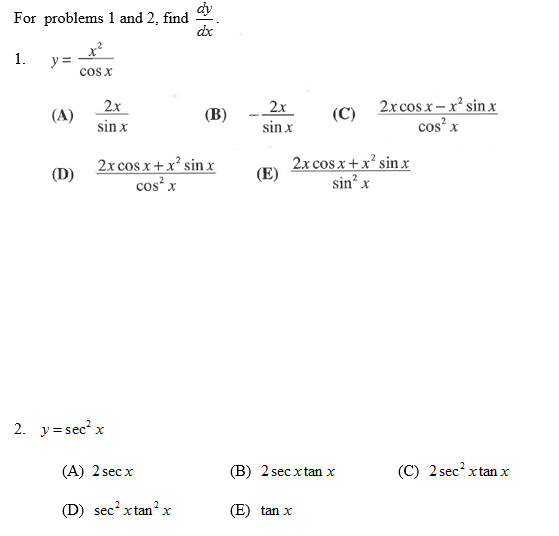 For problems 1 and 2, find dy/dx.
1. y = x²/cos x
(A) 2x/sin x (B) −2x/sin x (C) (2x cos x − x² sin x)/cos² x
(D) (2x cos x + x² sin x)/cos² x (E) (2x cos x + x² sin x)/sin² x
2. y = sec² x
(A) 2 sec x (B) 2 sec x tan x (C) 2 sec² x tan x
(D) sec² x tan² x (E) tan x